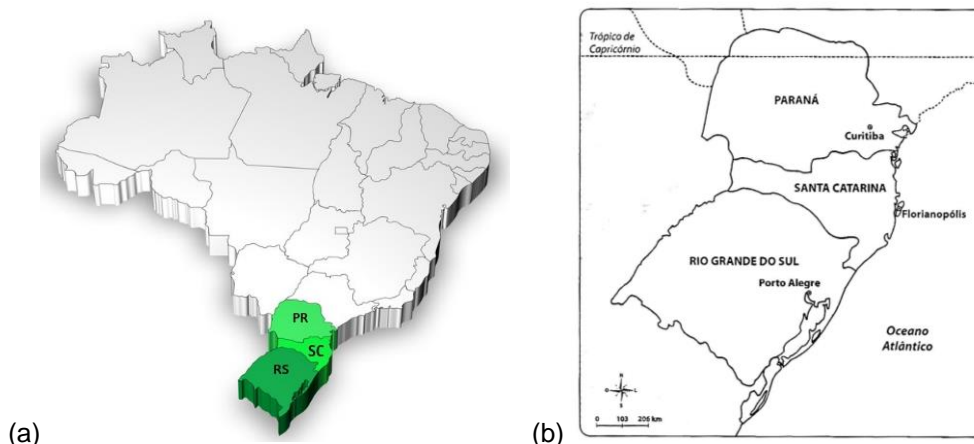 PR
SC
RS
(a)
Trópico de
Capricórnio
PARANÁ
Curitiba
SANTA CATARINA
Florianopólis
RIO GRANDE DO SUL
Porto Alegre
Oceano
Atlântico
N
O
L
S
0 103 206 km
(b)